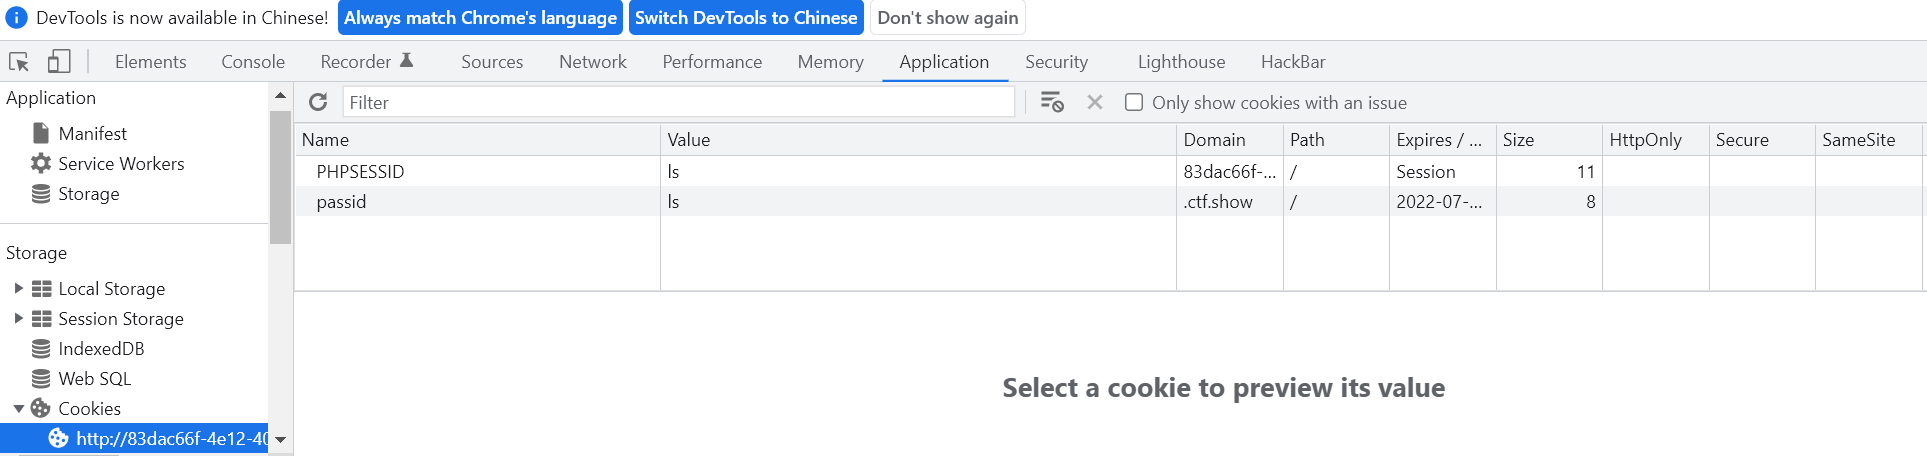 DevTools is now available in Chinese! Always match Chrome's language Switch DevTools to Chinese Don't show again
Elements Console Recorder Sources Network Performance Memory Application Security Lighthouse HackBar
Application
Manifest
Service Workers
Storage
Storage
Local Storage
Session Storage
IndexedDB
Web SQL
Cookies
http://83dac66f-4e12-40
Filter Only show cookies with an issue
Name Value Domain Path Expires / ... Size HttpOnly Secure SameSite
PHPSESSID ls 83dac66f-... / Session 11
passid ls .ctf.show / 2022-07-... 8
Select a cookie to preview its value